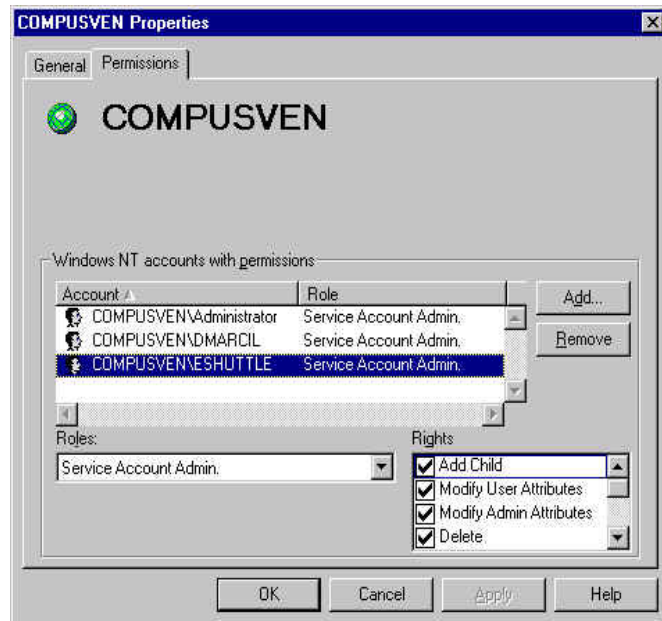 COMPUSVEN Properties
General Permissions
COMPUSVEN
Windows NT accounts with permissions
Account Role
COMPUSVEN\Administrator Service Account Admin.
COMPUSVEN\DMARCIL Service Account Admin.
COMPUSVEN\ESHUTTLE Service Account Admin.
Add...
Remove
Roles:
Service Account Admin.
Rights
Add Child
Modify User Attributes
Modify Admin Attributes
Delete
OK Cancel Apply Help